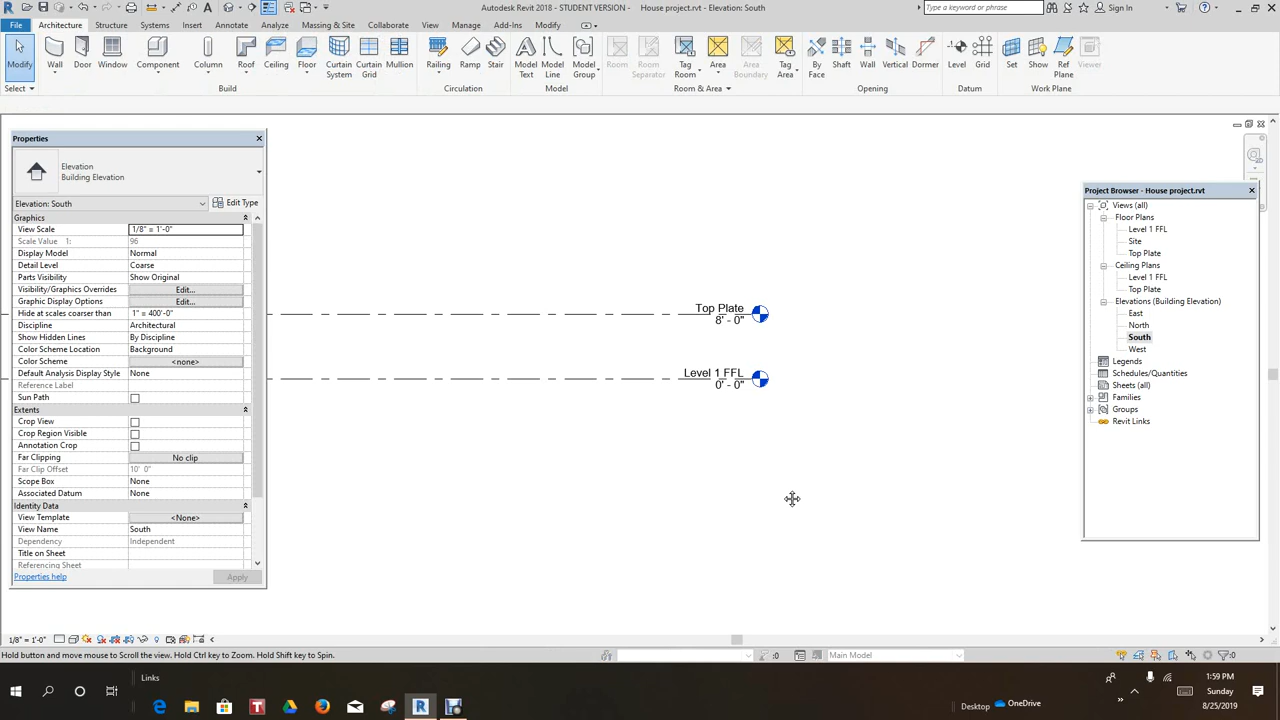 Autodesk Revit 2018 - STUDENT VERSION - House project.rvt - Elevation: South
Type a keyword or phrase
Sign In
File Architecture Structure Systems Insert Annotate Analyze Massing & Site Collaborate View Manage Add-Ins Modify
Modify Wall Door Window Component Column Roof Ceiling Floor Curtain System Curtain Grid Mullion Railing Ramp Stair Model Text Model Line Model Group Room Room Separator Tag Room Area Area Boundary Tag Area By Face Shaft Wall Vertical Dormer Level Grid Set Show Ref Plane Viewer
Select Build Circulation Model Room & Area Opening Datum Work Plane
Properties
Elevation
Building Elevation
Elevation: South Edit Type
Graphics
View Scale 1/8" = 1'-0"
Scale Value 1: 96
Display Model Normal
Detail Level Coarse
Parts Visibility Show Original
Visibility/Graphics Overrides Edit...
Graphic Display Options Edit...
Hide at scales coarser than 1" = 400'-0"
Discipline Architectural
Show Hidden Lines By Discipline
Color Scheme Location Background
Color Scheme <none>
Default Analysis Display Style None
Reference Label
Sun Path
Extents
Crop View
Crop Region Visible
Annotation Crop
Far Clipping No clip
Far Clip Offset 10' 0"
Scope Box None
Associated Datum None
Identity Data
View Template <None>
View Name South
Dependency Independent
Title on Sheet
Referencing Sheet
Properties help Apply
Top Plate
8' - 0"
Level 1 FFL
0' - 0"
Project Browser - House project.rvt
Views (all)
Floor Plans
Level 1 FFL
Site
Top Plate
Ceiling Plans
Level 1 FFL
Top Plate
Elevations (Building Elevation)
East
North
South
West
Legends
Schedules/Quantities
Sheets (all)
Families
Groups
Revit Links
1/8" = 1'-0"
Hold button and move mouse to Scroll the view. Hold Ctrl key to Zoom. Hold Shift key to Spin.
:0 Main Model :0
Links
Desktop OneDrive
1:59 PM
Sunday
8/25/2019